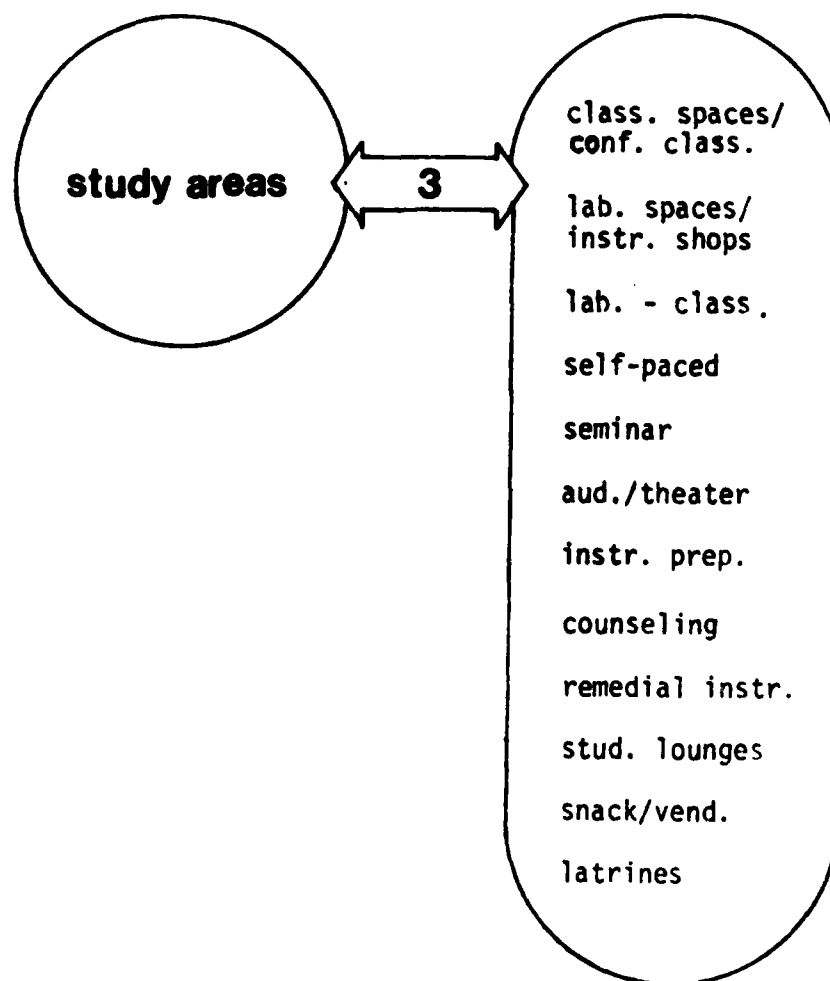 study areas
3
class. spaces/
conf. class.
lab. spaces/
instr. shops
lab. - class.
self-paced
seminar
aud./theater
instr. prep.
counseling
remedial instr.
stud. lounges
snack/vend.
latrines